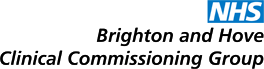 NHS
Brighton and Hove
Clinical Commissioning Group